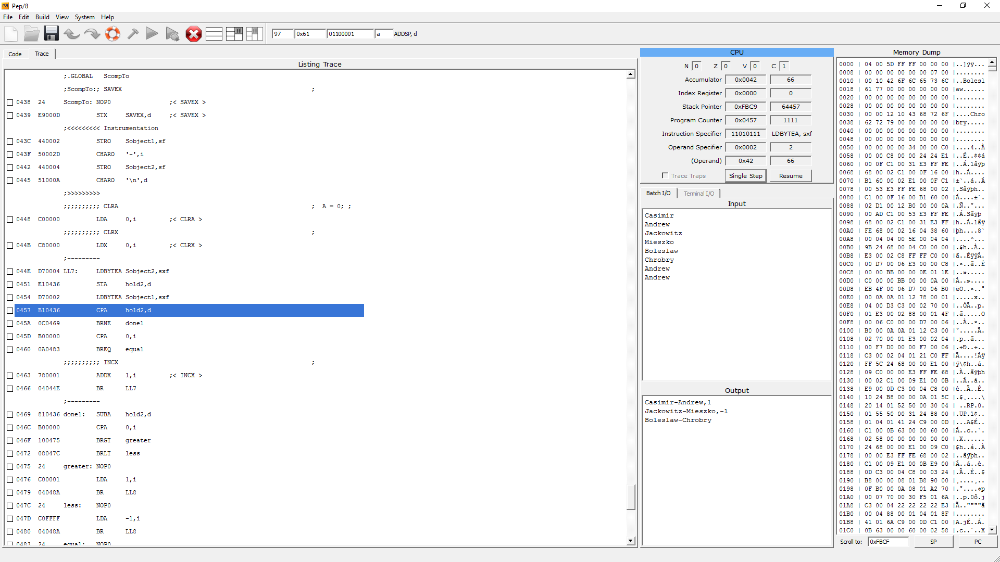 Pep/8
File Edit Build View System Help
97 0x61 01100001 a ADDSP, d
Code Trace
Listing Trace
;.GLOBAL ScompTo
;ScompTo:; SAVEX ;
0438 24 ScompTo: NOP0 ;< SAVEX >
0439 E9000D STX SAVEX,d ;< SAVEX >
;<<<<<<<<< Instrumentation
043C 440002 STRO Sobject1,sf
043F 50002D CHARO '-',i
0442 440004 STRO Sobject2,sf
0445 51000A CHARO '\n',d
;>>>>>>>>>
;;;;;;;;;; CLRA ; A = 0; ;
0448 C00000 LDA 0,i ;< CLRA >
;;;;;;;;;; CLRX ;
044B C80000 LDX 0,i ;< CLRX >
;---------
044E D70004 LL7: LDBYTEA Sobject2,sxf
0451 E10436 STA hold2,d
0454 D70002 LDBYTEA Sobject1,sxf
0457 B10436 CPA hold2,d
045A 0C0469 BRNE done1
045D B00000 CPA 0,i
0460 0A0483 BREQ equal
;;;;;;;;;; INCX ;
0463 780001 ADDX 1,i ;< INCX >
0466 04044E BR LL7
;---------
0469 810436 done1: SUBA hold2,d
046C B00000 CPA 0,i
046F 100475 BRGT greater
0472 08047C BRLT less
0475 24 greater: NOP0
0476 C00001 LDA 1,i
0479 04048A BR LL8
047C 24 less: NOP0
047D C0FFFF LDA -1,i
0480 04048A BR LL8
0483 24 equal: NOP0
CPU
N 0 Z 0 V 0 C 1
Accumulator 0x0042 66
Index Register 0x0000 0
Stack Pointer 0xFBC9 64457
Program Counter 0x0457 1111
Instruction Specifier 11010111 LDBYTEA, sxf
Operand Specifier 0x0002 2
(Operand) 0x42 66
Trace Traps Single Step Resume
Batch I/O Terminal I/O
Input
Casimir
Andrew
Jackowitz
Mieszko
Boleslaw
Chrobry
Andrew
Andrew
Output
Casimir-Andrew,1
Jackowitz-Mieszko,-1
Boleslaw-Chrobry
Memory Dump
0000 | 04 00 5D FF FF 00 00 00 |..]ÿÿ...
0008 | 00 00 00 00 00 00 07 00 |........
0010 | 00 10 42 6F 6C 65 73 6C |..Bolesl
0018 | 61 77 00 00 00 00 00 00 |aw......
0020 | 00 00 00 00 00 00 00 00 |........
0028 | 00 00 00 00 00 00 00 00 |........
0030 | 00 00 12 10 43 68 72 6F |....Chro
0038 | 62 72 79 00 00 00 00 00 |bry.....
0040 | 00 00 00 00 00 00 00 00 |........
0048 | 00 00 00 00 00 00 00 00 |........
0050 | 00 00 00 00 34 00 00 C0 |....4..À
0058 | 00 00 C8 00 00 24 24 E1 |..È..$$á
0060 | 00 0F C1 00 31 E3 FF FE |..Á.1ãÿþ
0068 | 68 00 02 C1 00 0F 16 00 |h..Á....
0070 | B1 60 00 02 E1 00 0F C1 |±`..á..Á
0078 | 00 53 E3 FF FE 68 00 02 |.Sãÿþh..
0080 | C1 00 0F 16 00 B1 60 00 |Á....±`.
0088 | 02 D1 00 12 B0 00 00 0A |.Ñ..°...
0090 | 00 AD C1 00 53 E3 FF FE |.­Á.Sãÿþ
0098 | 68 00 02 C1 00 31 E3 FF |h..Á.1ãÿ
00A0 | FE 68 00 02 16 04 38 60 |þh....8`
00A8 | 00 04 04 00 5E 00 04 04 |....^...
00B0 | 9B 24 68 00 04 C0 00 00 |.$h..À..
00B8 | E3 00 02 C8 FF FF C0 00 |ã..ÈÿÿÀ.
00C0 | 00 D7 00 06 E3 00 00 C8 |.×..ã..È
00C8 | 00 00 BB 00 00 0E 01 1E |..».....
00D0 | C0 00 00 BB 00 00 0A 00 |À..»....
00D8 | EB 4F 00 06 D7 00 06 B0 |ëO..×..°
00E0 | 00 0A 0A 01 12 78 00 01 |.....x..
00E8 | 04 00 D3 C3 00 02 70 00 |..ÓÃ..p.
00F0 | 01 E3 00 02 88 00 01 4F |.ã.....O
00F8 | 00 06 C0 00 00 D7 00 06 |..À..×..
0100 | B0 00 0A 0A 01 12 C3 00 |°.....Ã.
0108 | 02 70 00 01 E3 00 02 04 |.p..ã...
0110 | 00 F7 D0 00 00 F7 00 06 |.÷Ð..÷..
0118 | C3 00 02 04 01 21 C0 FF |Ã....!Àÿ
0120 | FF 5C 24 68 00 00 E1 00 |ÿ\$h..á.
0128 | 09 C0 00 00 E3 FF FE 68 |.À..ãÿþh
0130 | 00 02 C1 00 09 E1 00 0B |..Á..á..
0138 | E9 00 0D C3 00 04 C8 00 |é..Ã..È.
0140 | 10 24 B8 00 00 0A 01 5C |.$¸....\
0148 | 20 14 01 52 50 00 30 04 | ..RP.0.
0150 | 01 55 50 00 31 24 88 00 |.UP.1$..
0158 | 01 04 01 41 24 C9 00 0D |...A$É..
0160 | C1 00 0B 63 00 00 60 00 |Á..c..`.
0168 | 02 58 00 00 00 00 00 00 |.X......
0170 | 24 68 00 00 E1 00 09 C0 |$h..á..À
0178 | 00 00 E3 FF FE 68 00 02 |..ãÿþh..
0180 | C1 00 09 E1 00 0B E9 00 |Á..á..é.
0188 | 0D C3 00 04 C8 00 03 24 |.Ã..È..$
0190 | B8 00 00 08 01 B8 90 00 |¸....¸..
0198 | 0F B0 00 0A 08 01 A2 70 |.°....¢p
01A0 | 00 07 70 00 30 F5 01 6A |..p.0õ.j
01A8 | C3 00 04 22 22 22 22 E3 |Ã..""""ã
01B0 | 00 04 88 00 01 04 01 8F |........
01B8 | 41 01 6A C9 00 0D C1 00 |A.jÉ..Á.
01C0 | 0B 63 00 00 60 00 02 58 |.c..`..X
Scroll to: 0xFBCF SP PC